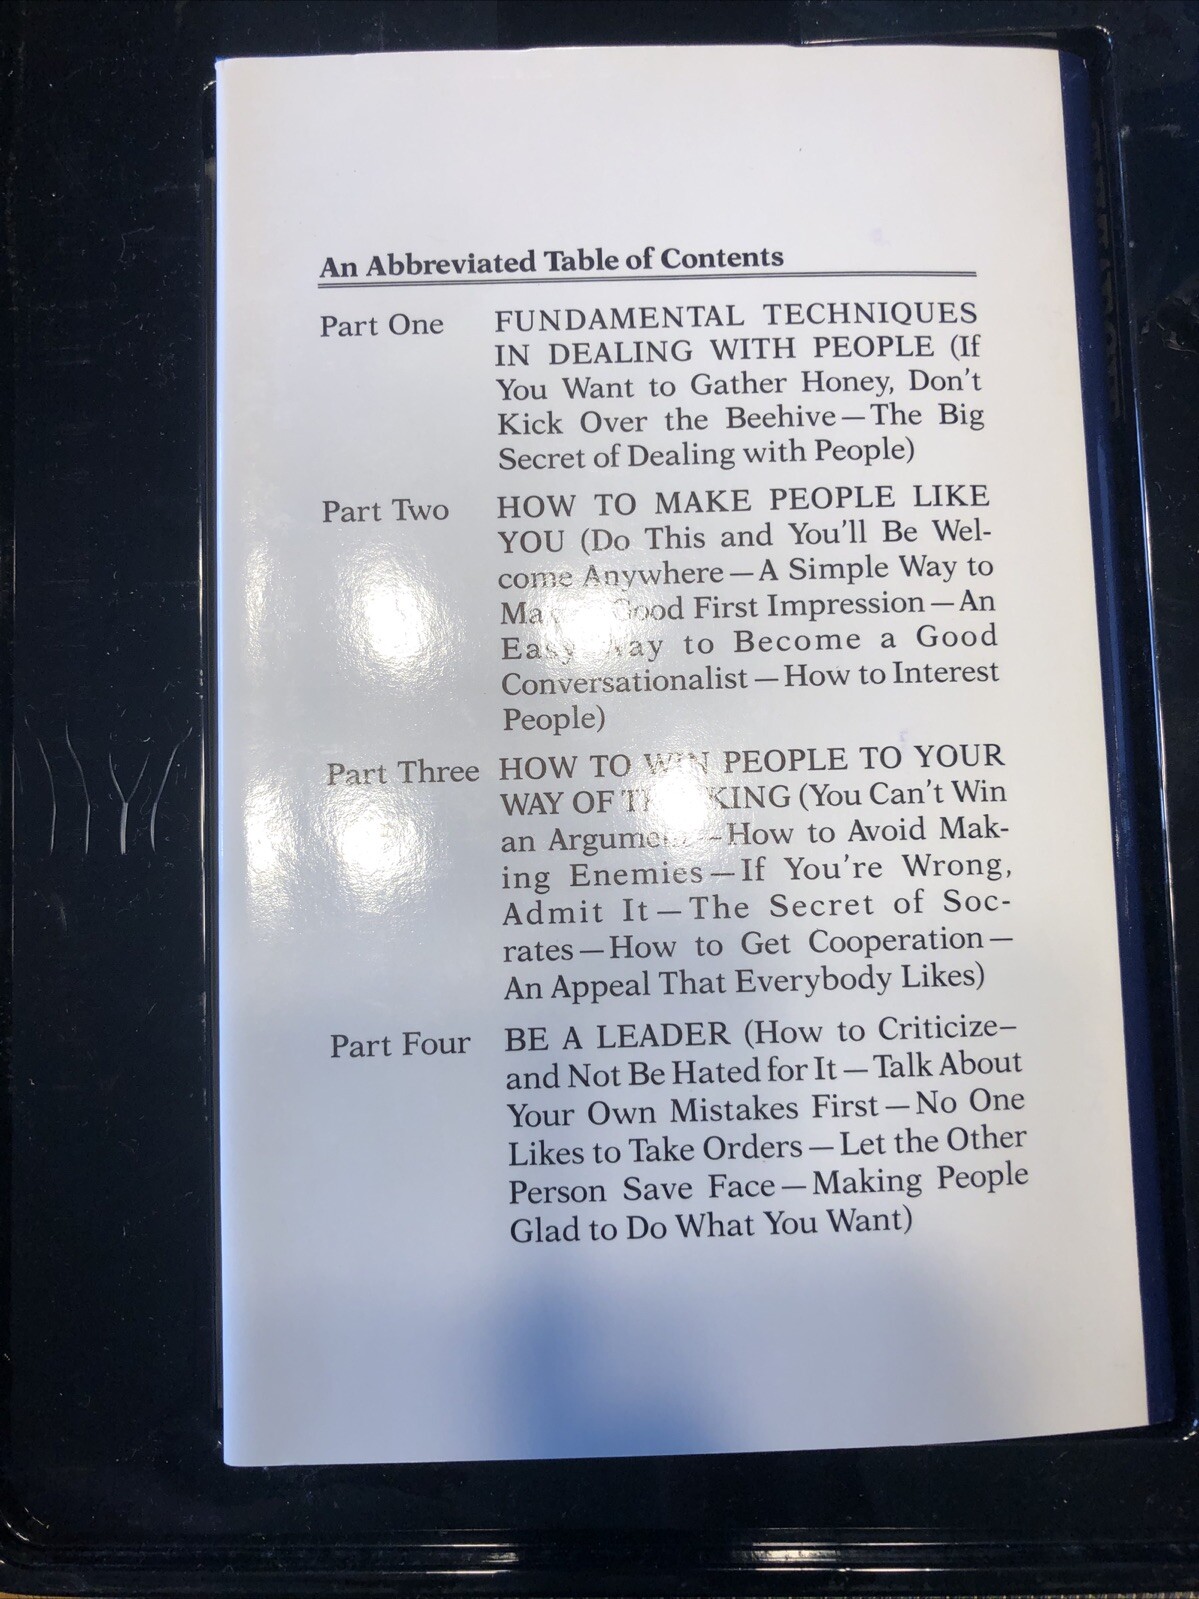 An Abbreviated Table of Contents
Part One FUNDAMENTAL TECHNIQUES
IN DEALING WITH PEOPLE (If
You Want to Gather Honey, Don't
Kick Over the Beehive—The Big
Secret of Dealing with People)
Part Two HOW TO MAKE PEOPLE LIKE
YOU (Do This and You'll Be Wel-
come Anywhere—A Simple Way to
Good First Impression—An
Easy Way to Become a Good
Conversationalist—How to Interest
People)
Part Three HOW TO WIN PEOPLE TO YOUR
WAY OF THINKING (You Can't Win
an Argument—How to Avoid Mak-
ing Enemies—If You're Wrong,
Admit It—The Secret of Soc-
rates—How to Get Cooperation—
An Appeal That Everybody Likes)
Part Four BE A LEADER (How to Criticize–
and Not Be Hated for It—Talk About
Your Own Mistakes First—No One
Likes to Take Orders—Let the Other
Person Save Face—Making People
Glad to Do What You Want)